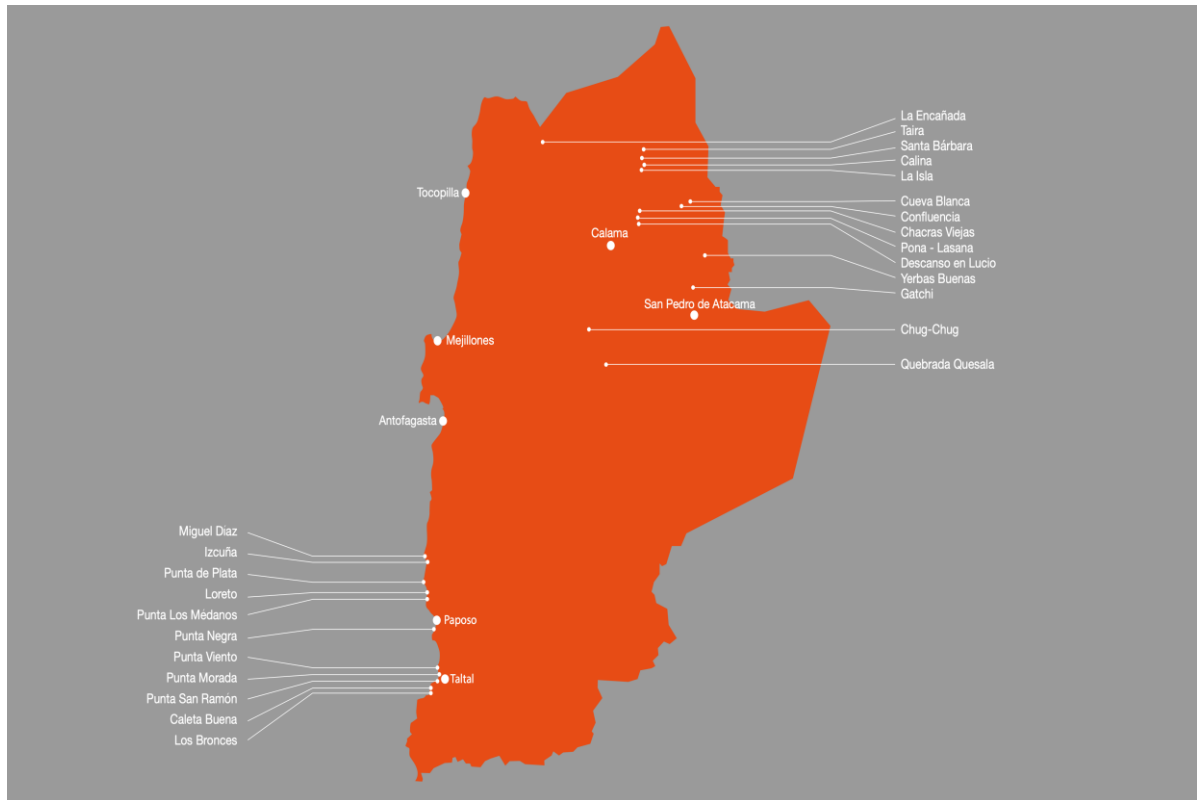 La Encañada
Taira
Santa Bárbara
Calina
La Isla
Tocopilla
Cueva Blanca
Confluencia
Chacras Viejas
Calama
Pona - Lasana
Descanso en Lucio
Yerbas Buenas
Gatchi
San Pedro de Atacama
Chug-Chug
Mejillones
Quebrada Quesala
Antofagasta
Miguel Diaz
Izcuña
Punta de Plata
Loreto
Punta Los Médanos
Paposo
Punta Negra
Punta Viento
Punta Morada
Taltal
Punta San Ramón
Caleta Buena
Los Bronces